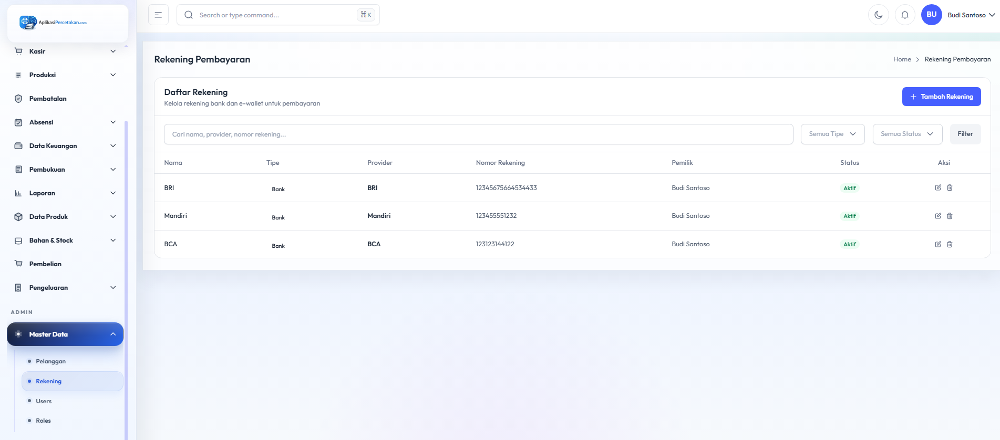 AplikasiPercetakan.com
Search or type command...
⌘K
BU
Budi Santoso
Kasir
Produksi
Pembatalan
Absensi
Data Keuangan
Pembukuan
Laporan
Data Produk
Bahan & Stock
Pembelian
Pengeluaran
ADMIN
Master Data
Pelanggan
Rekening
Users
Roles
Rekening Pembayaran
Home > Rekening Pembayaran
Daftar Rekening
Kelola rekening bank dan e-wallet untuk pembayaran
+ Tambah Rekening
Cari nama, provider, nomor rekening...
Semua Tipe
Semua Status
Filter
Nama Tipe Provider Nomor Rekening Pemilik Status Aksi
BRI Bank BRI 12345675664534433 Budi Santoso Aktif
Mandiri Bank Mandiri 123455551232 Budi Santoso Aktif
BCA Bank BCA 123123144122 Budi Santoso Aktif